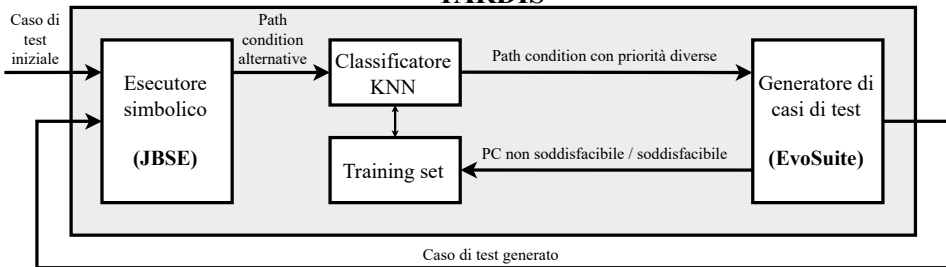 TARDIS
Caso di
test
iniziale
Path
condition
alternative
Esecutore
simbolico
(JBSE)
Classificatore
KNN
Path condition con priorità diverse
Generatore di
casi di test
(EvoSuite)
Training set
PC non soddisfacibile / soddisfacibile
Caso di test generato